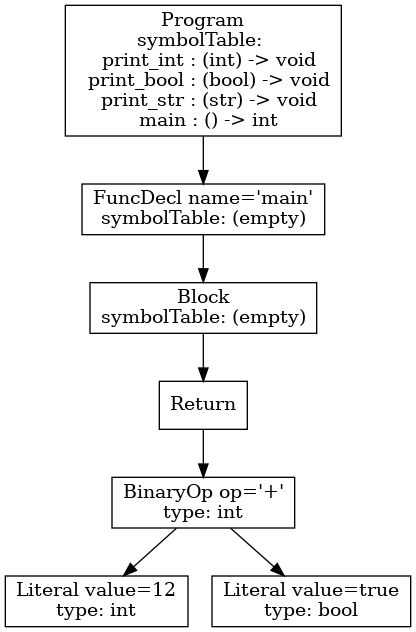 Program
symbolTable:
print_int : (int) -> void
print_bool : (bool) -> void
print_str : (str) -> void
main : () -> int
FuncDecl name='main'
symbolTable: (empty)
Block
symbolTable: (empty)
Return
BinaryOp op='+'
type: int
Literal value=12
type: int
Literal value=true
type: bool